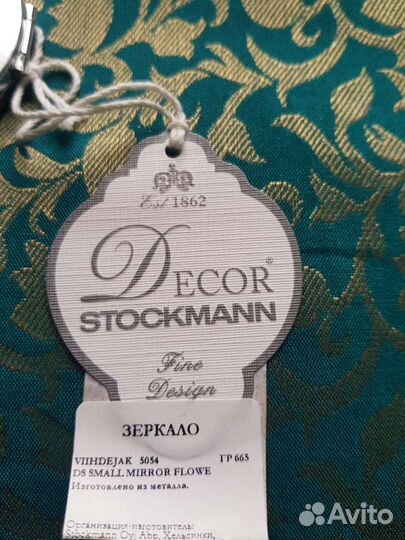 Est 1862
DECOR®
STOCKMANN
Fine
Design
ЗЕРКАЛО
VIIHDEJAK 5054 ГР 665
DS SMALL MIRROR FLOWE
Изготовлено из металла.
Организация-изготовитель:
Stockmann Oyj Abp, Хельсинки,
Avito